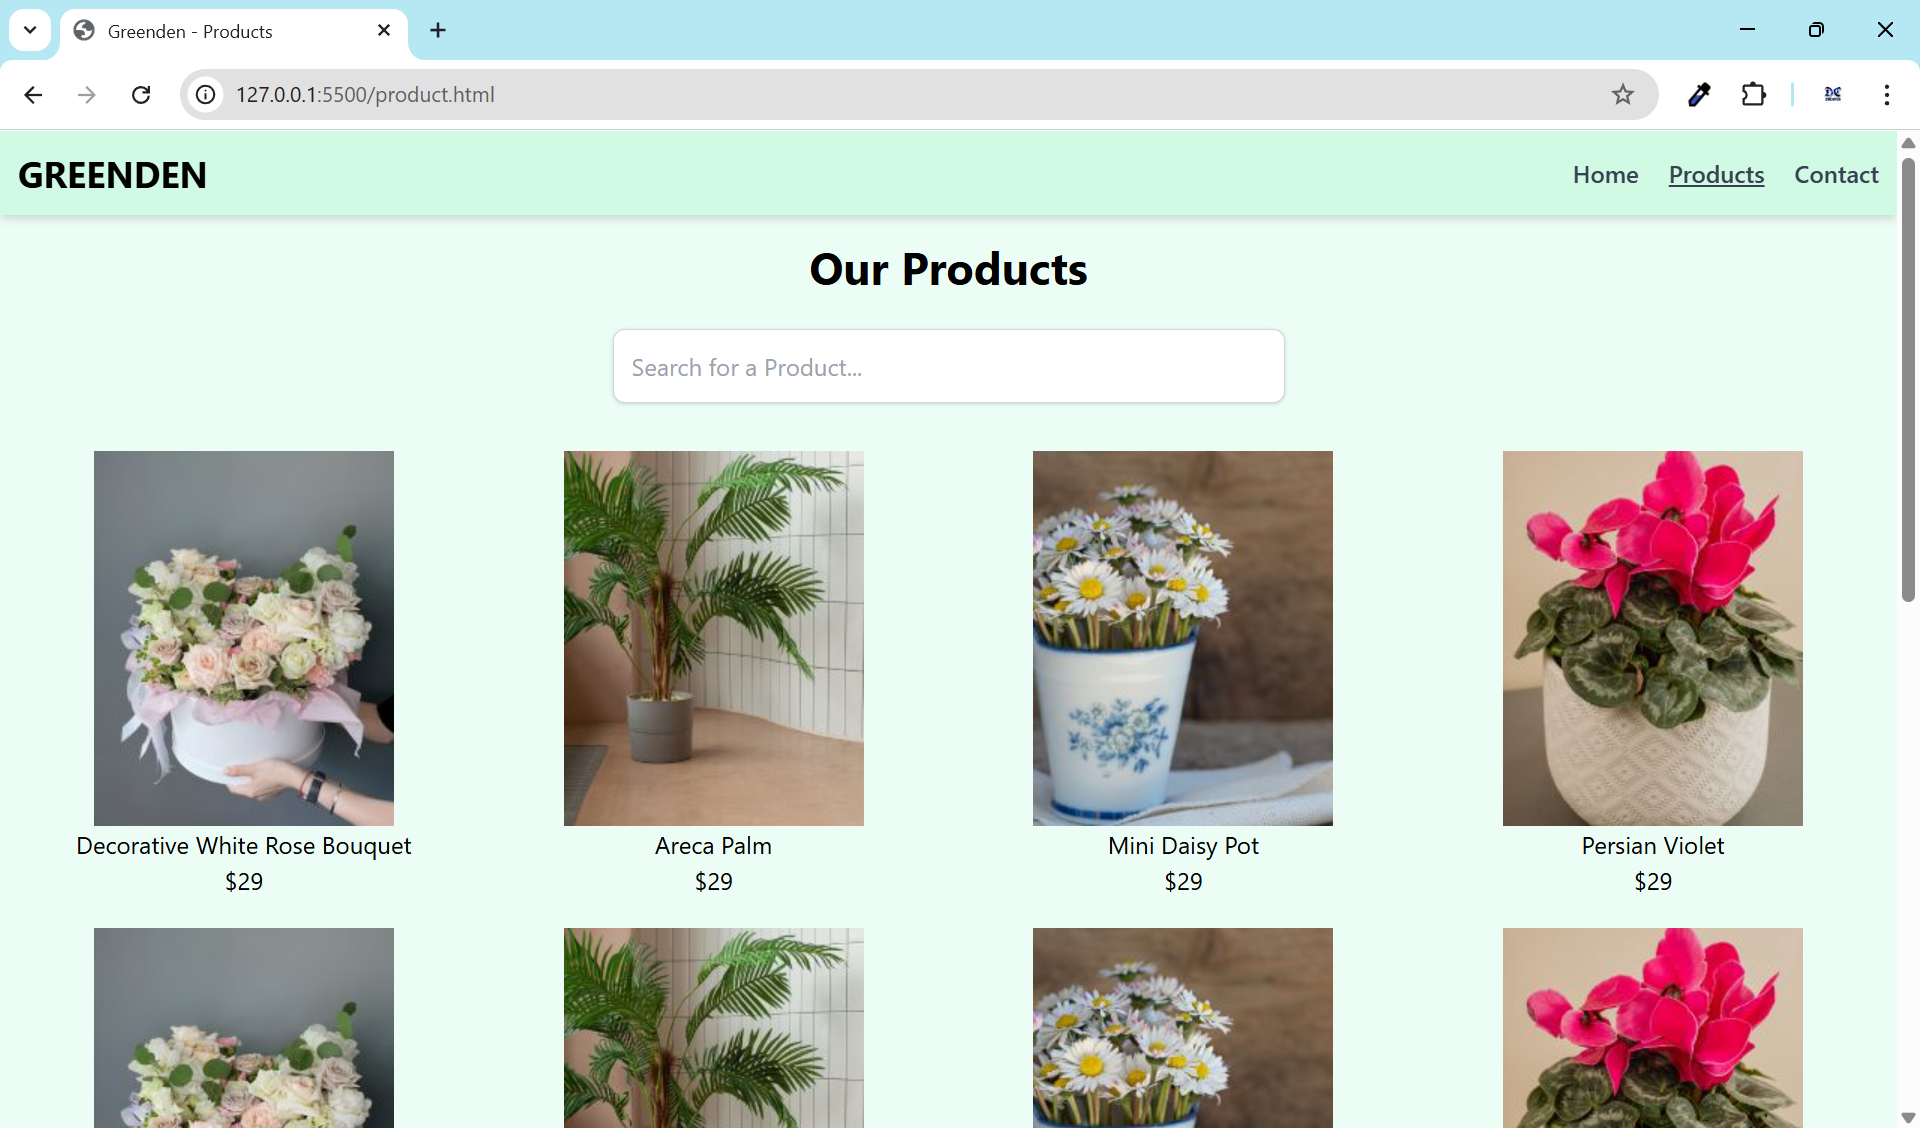 Greenden - Products
127.0.0.1:5500/product.html
GREENDEN
Home Products Contact
Our Products
Search for a Product...
Decorative White Rose Bouquet
$29
Areca Palm
$29
Mini Daisy Pot
$29
Persian Violet
$29